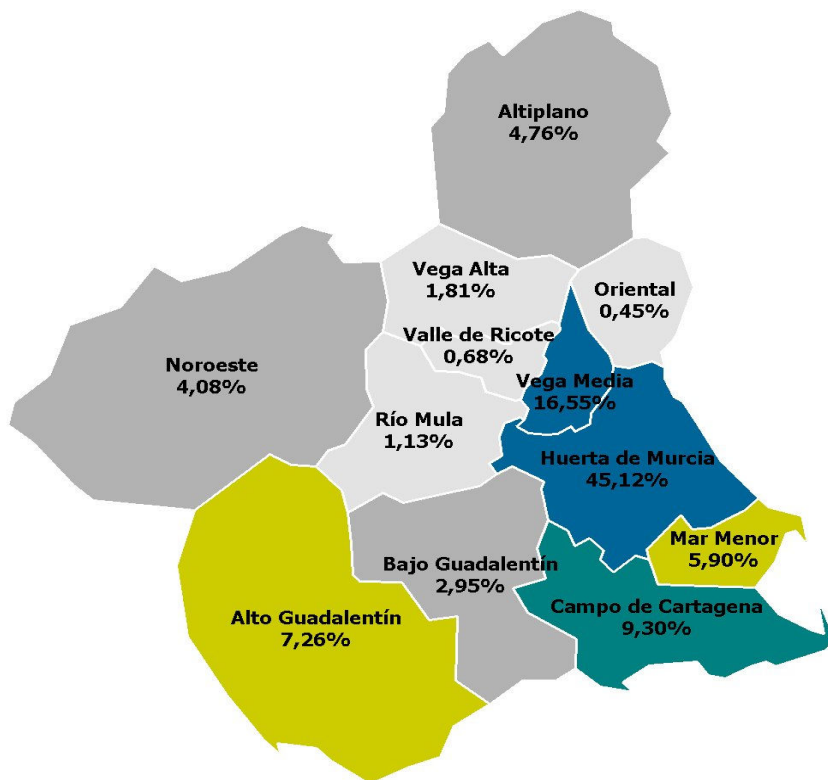 Altiplano
4,76%
Vega Alta
1,81%
Oriental
0,45%
Valle de Ricote
0,68%
Noroeste
4,08%
Vega Media
16,55%
Río Mula
1,13%
Huerta de Murcia
45,12%
Mar Menor
5,90%
Bajo Guadalentín
2,95%
Campo de Cartagena
9,30%
Alto Guadalentín
7,26%